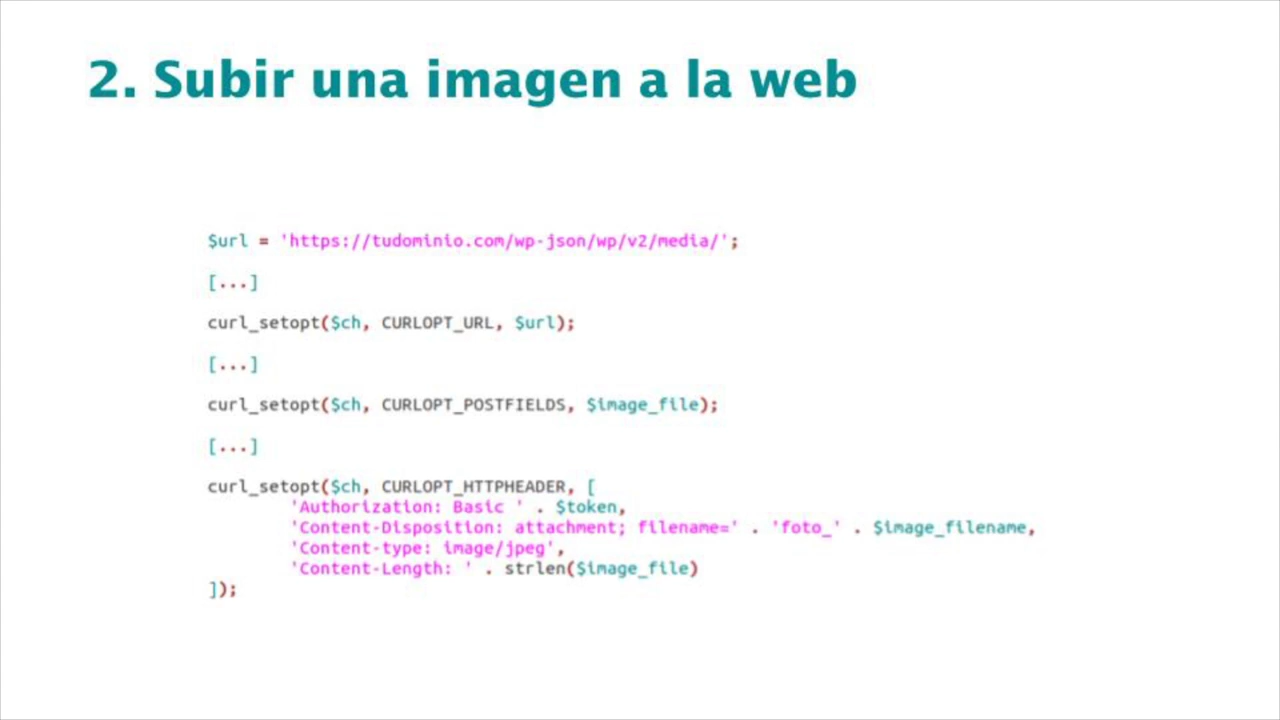 2. Subir una imagen a la web
$url = 'https://tudominio.com/wp-json/wp/v2/media/';
[...]
curl_setopt($ch, CURLOPT_URL, $url);
[...]
curl_setopt($ch, CURLOPT_POSTFIELDS, $image_file);
[...]
curl_setopt($ch, CURLOPT_HTTPHEADER, [
'Authorization: Basic ' . $token,
'Content-Disposition: attachment; filename=' . 'foto_' . $image_filename,
'Content-type: image/jpeg',
'Content-Length: ' . strlen($image_file)
]);